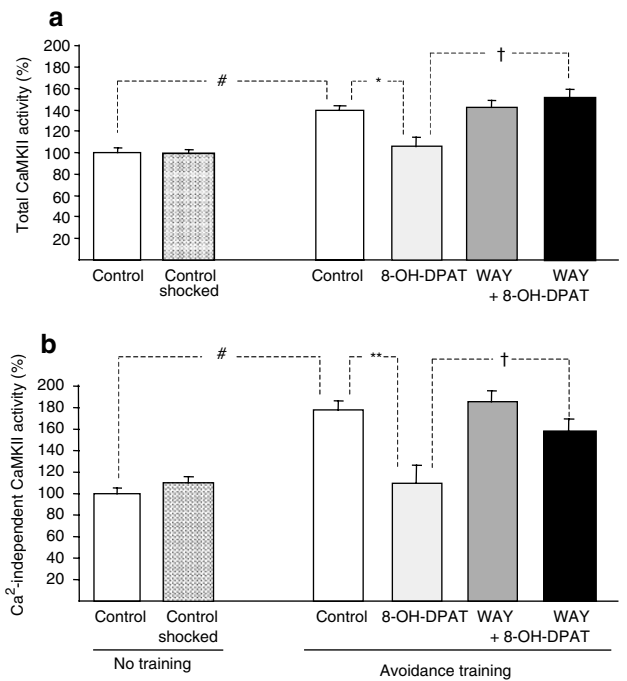 a
Total CaMKII activity (%)
200
180
160
140
120
100
80
60
40
20
#
*
†
Control
Control
shocked
Control
8-OH-DPAT
WAY
WAY
+ 8-OH-DPAT
b
Ca2-independent CaMKII activity (%)
200
180
160
140
120
100
80
60
40
20
#
**
†
Control
Control
shocked
Control
8-OH-DPAT
WAY
WAY
+ 8-OH-DPAT
No training
Avoidance training